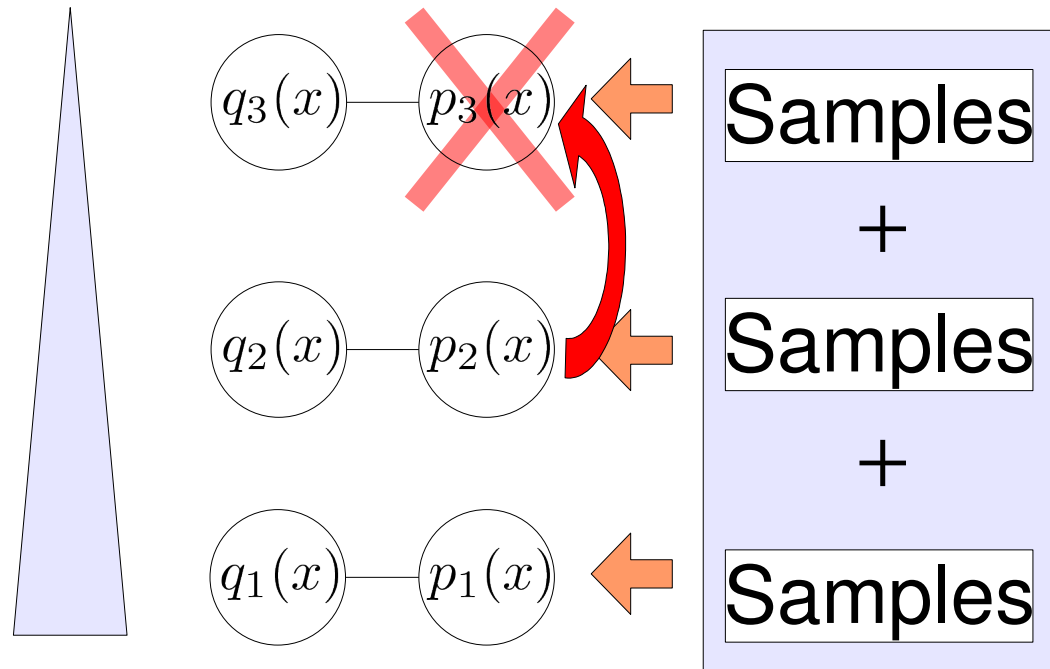 q₃(x) p₃(x) Samples
+
q₂(x) p₂(x) Samples
+
q₁(x) p₁(x) Samples